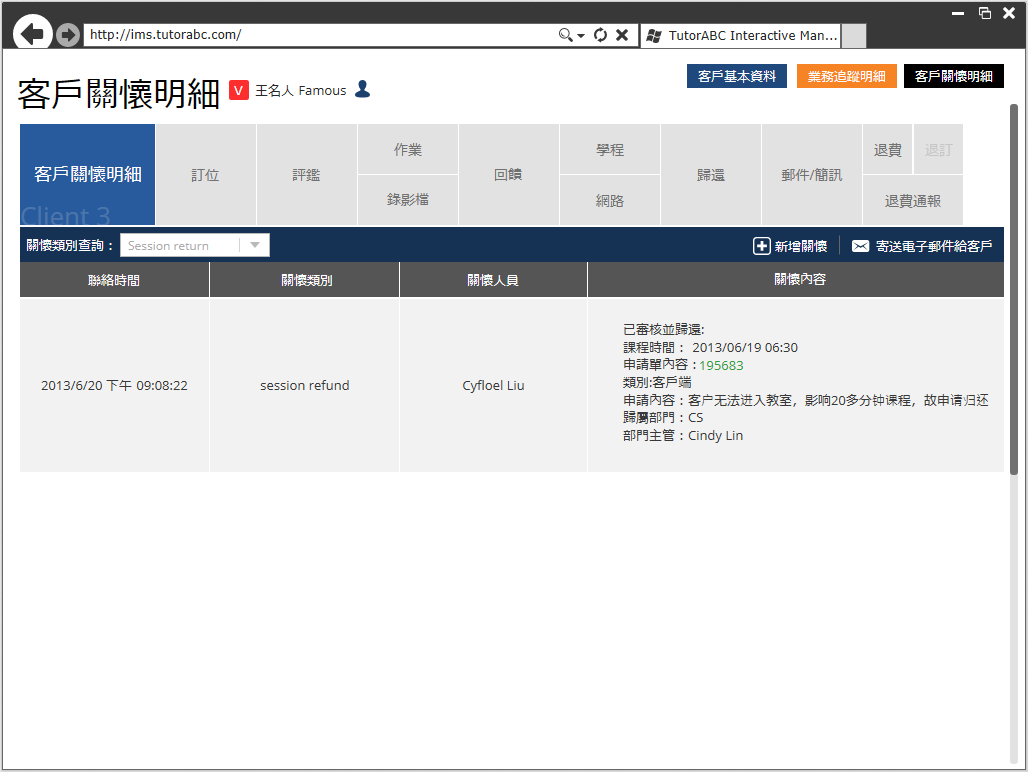 http://ims.tutorabc.com/
TutorABC Interactive Man...
客戶關懷明細
V 王名人 Famous
客戶基本資料 業務追蹤明細 客戶關懷明細
客戶關懷明細
Client 3
訂位
評鑑
作業
錄影檔
回饋
學程
網路
歸還
郵件/簡訊
退費 退訂
退費通報
關懷類別查詢： Session return 新增關懷 寄送電子郵件給客戶
聯絡時間 關懷類別 關懷人員 關懷內容
2013/6/20 下午 09:08:22 session refund Cyfloel Liu
已審核並歸還:
課程時間： 2013/06/19 06:30
申請單內容：195683
類別:客戶端
申請內容：客户无法进入教室，影响20多分钟课程，故申请归还
歸屬部門：CS
部門主管：Cindy Lin